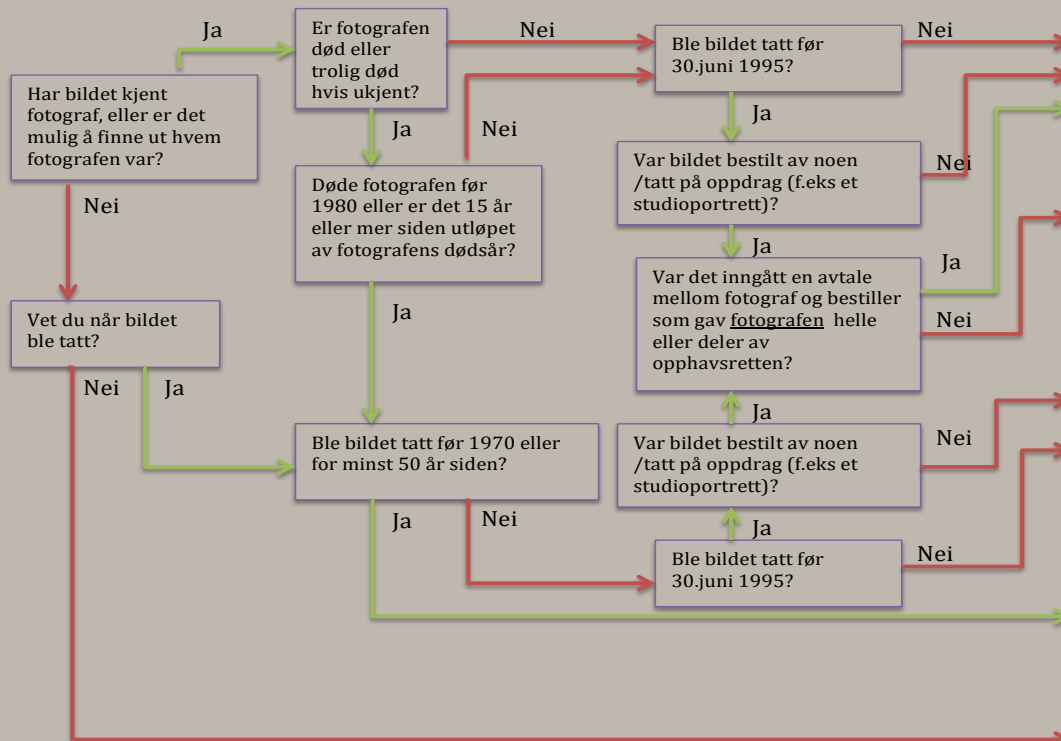 Ja
Er fotografen
død eller
trolig død
hvis ukjent?
Nei
Ble bildet tatt før
30.juni 1995?
Nei
Har bildet kjent
fotograf, eller er det
mulig å finne ut hvem
fotografen var?
Ja
Nei
Ja
Nei
Døde fotografen før
1980 eller er det 15 år
eller mer siden utløpet
av fotografens dødsår?
Var bildet bestilt av noen
/tatt på oppdrag (f.eks et
studioportrett)?
Nei
Ja
Ja
Var det inngått en avtale
mellom fotograf og bestiller
som gav fotografen helle
eller deler av
opphavsretten?
Ja
Nei
Vet du når bildet
ble tatt?
Nei
Ja
Ja
Ble bildet tatt før 1970 eller
for minst 50 år siden?
Var bildet bestilt av noen
/tatt på oppdrag (f.eks et
studioportrett)?
Nei
Ja
Nei
Ja
Ble bildet tatt før
30.juni 1995?
Nei